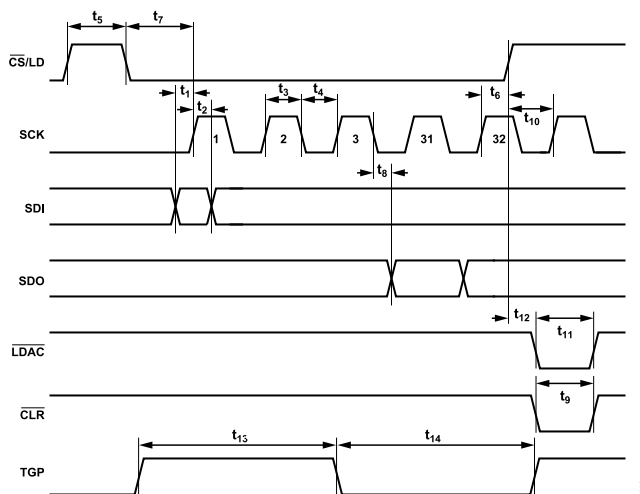 t5 t7
CS/LD
t1 t3 t4 t6
t2 t10
SCK 1 2 3 31 32
t8
SDI
SDO
t12 t11
LDAC
t9
CLR
t13 t14
TGP